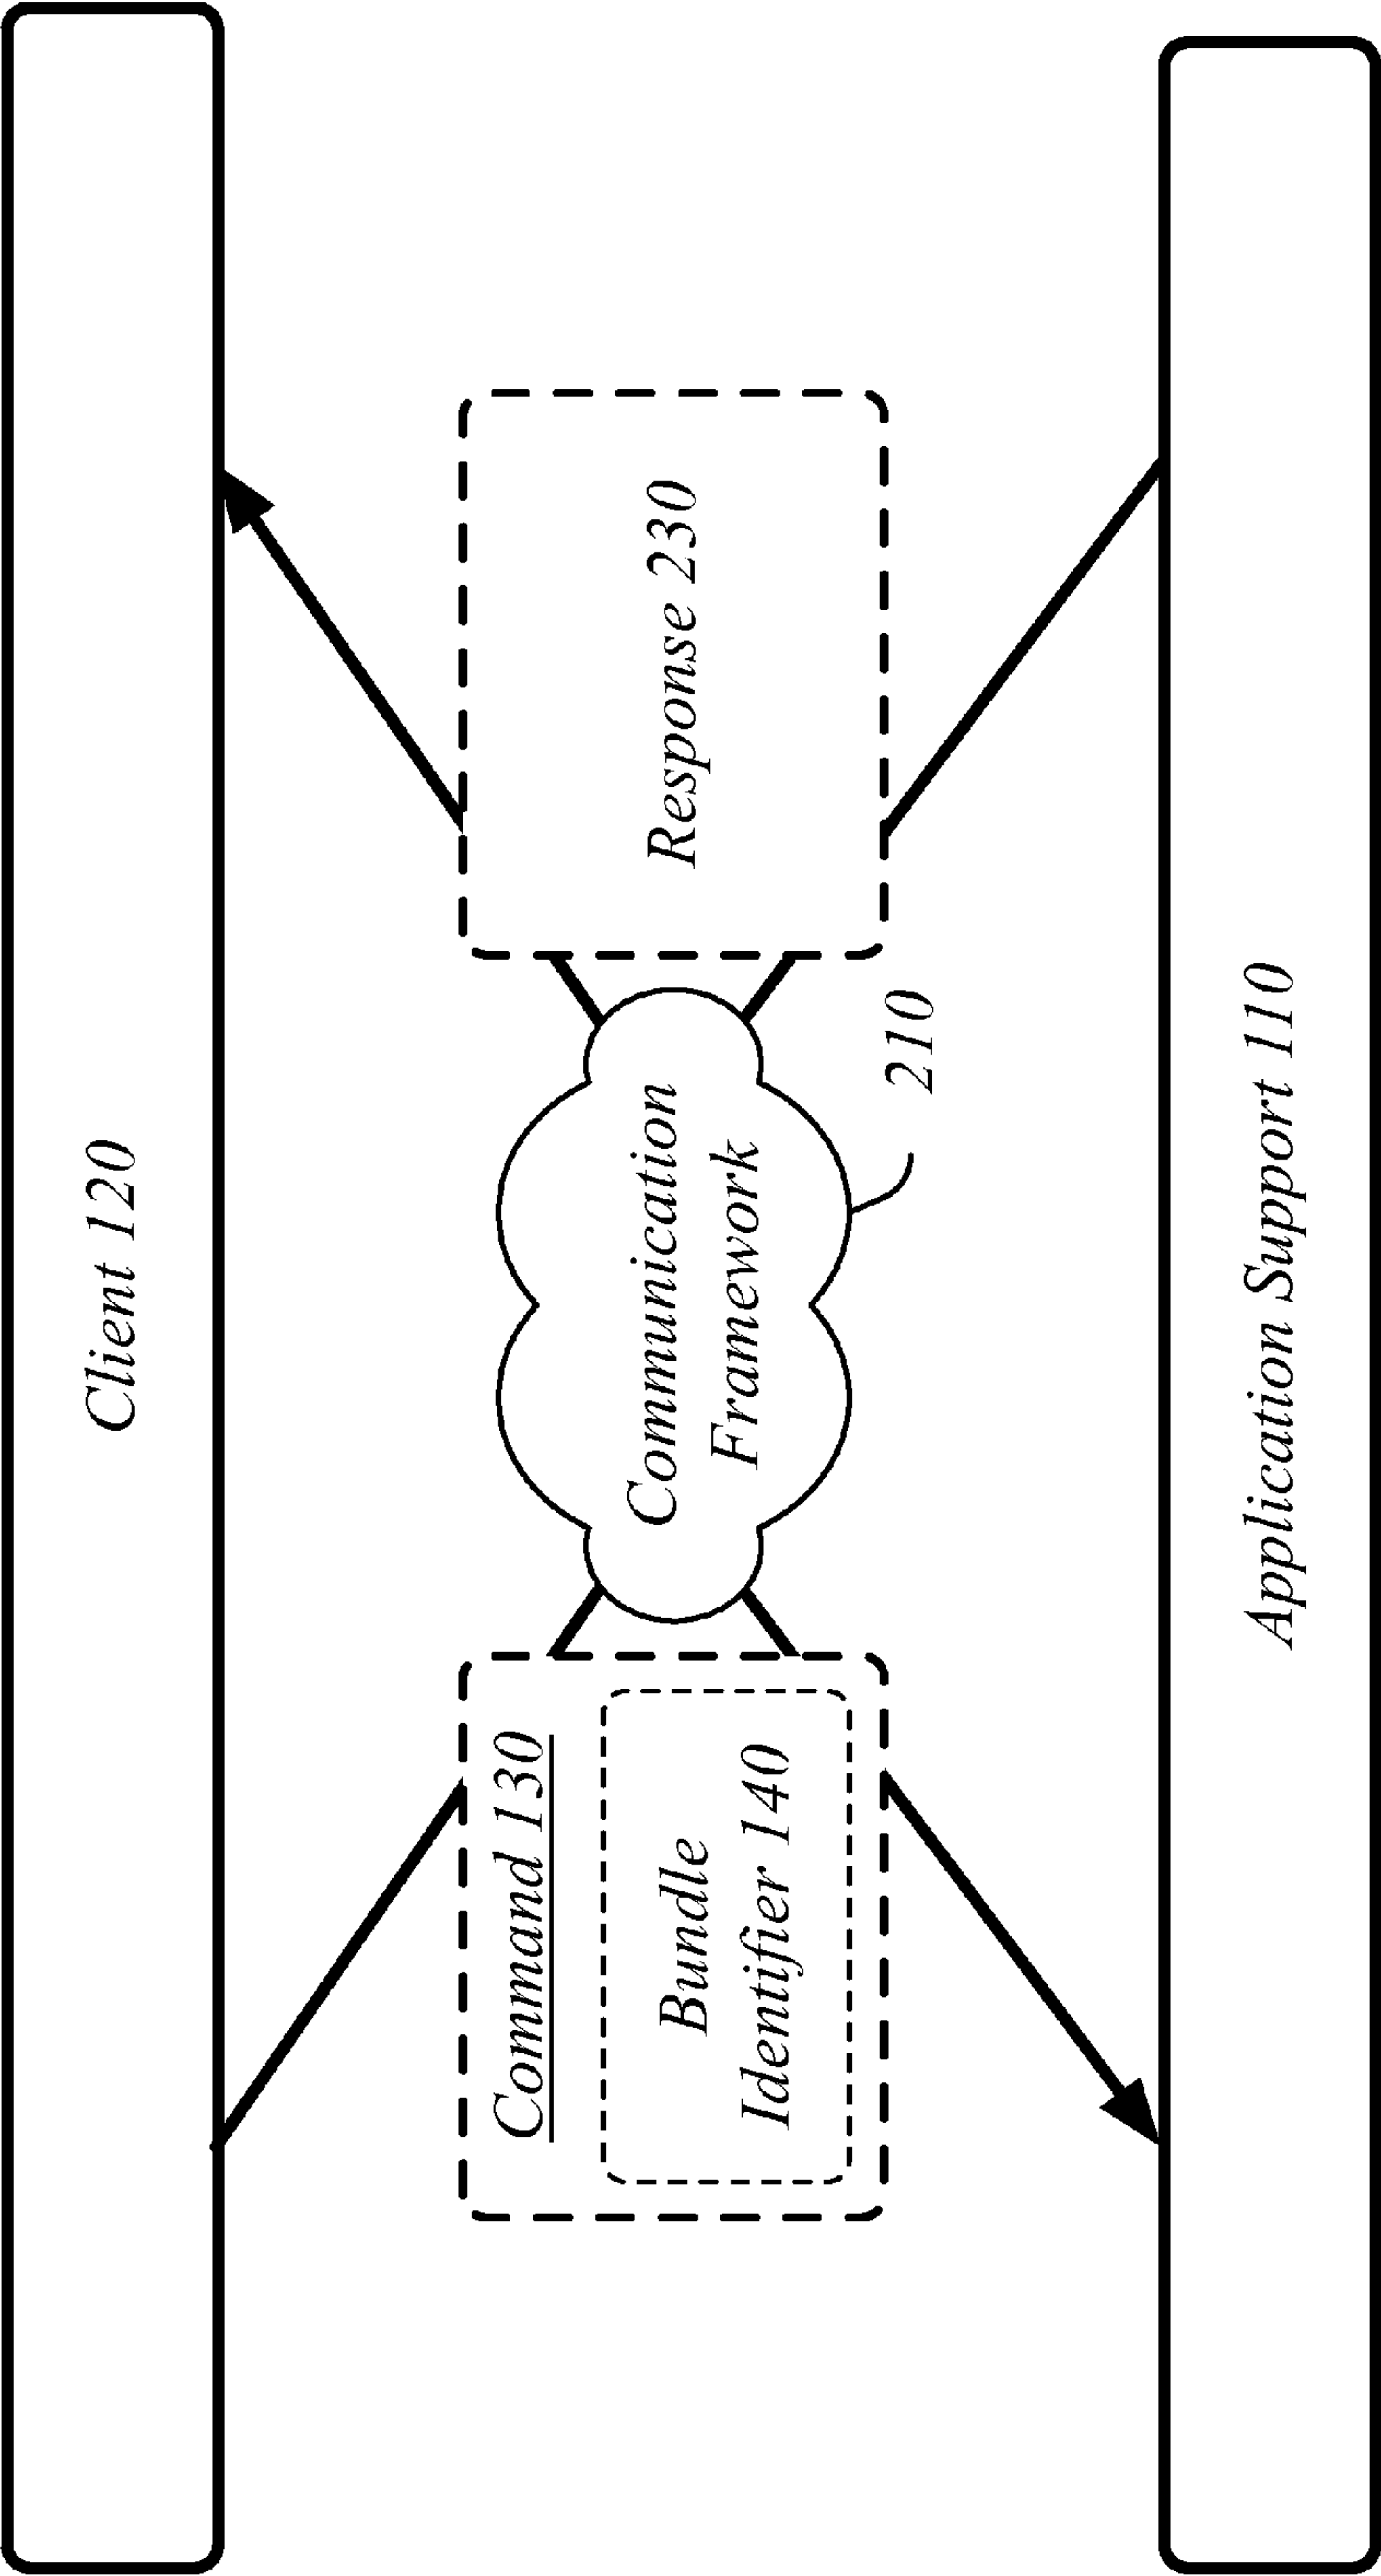 Client 120
Command 130
Bundle
Identifier 140
Communication
Framework
210
Response 230
Application Support 110